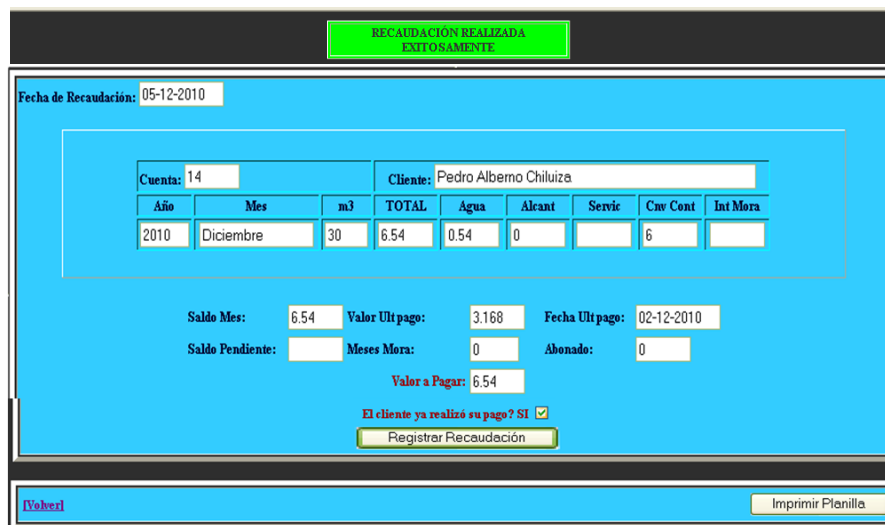 RECAUDACIÓN REALIZADA
EXITOSAMENTE
Fecha de Recaudación: 05-12-2010
Cuenta: 14 Cliente: Pedro Alberno Chiluiza
Año Mes m3 TOTAL Agua Alcant Servic Cnv Cont Int Mora
2010 Diciembre 30 6.54 0.54 0 6
Saldo Mes: 6.54 Valor Ult pago: 3.168 Fecha Ult pago: 02-12-2010
Saldo Pendiente: Meses Mora: 0 Abonado: 0
Valor a Pagar: 6.54
El cliente ya realizó su pago? SI
Registrar Recaudación
[Volver] Imprimir Planilla